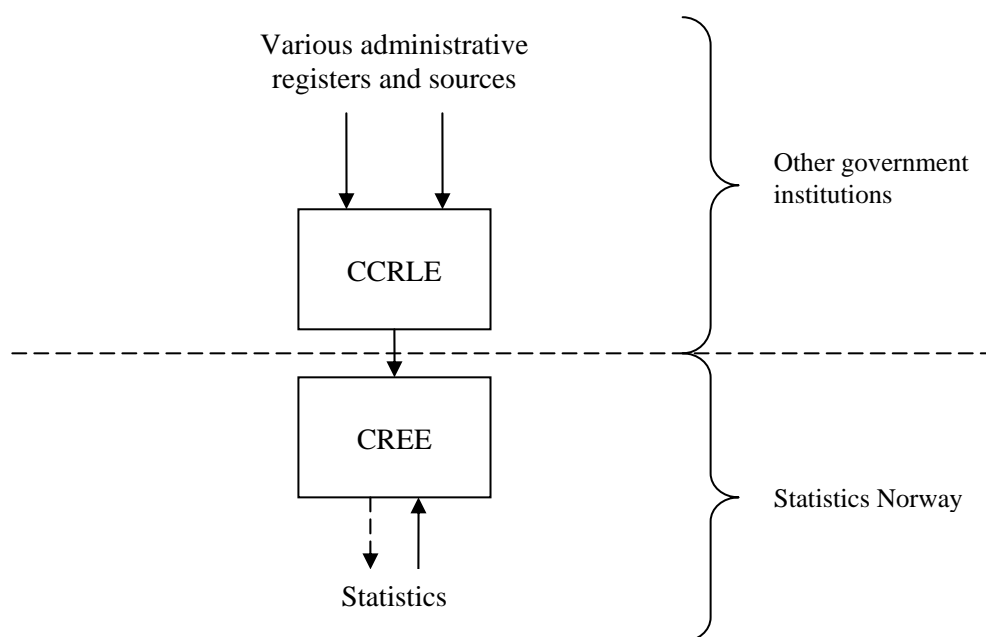 Various administrative
registers and sources
Other government
institutions
CCRLE
CREE
Statistics Norway
Statistics